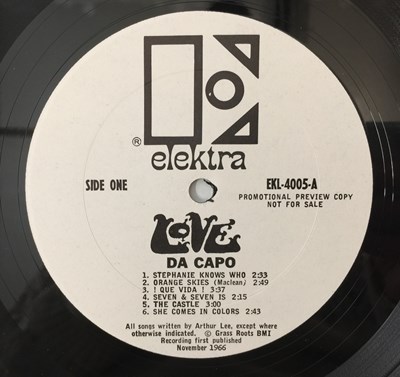 ®
elektra
SIDE ONE
EKL-4005-A
PROMOTIONAL PREVIEW COPY
NOT FOR SALE
LOVE
DA CAPO
1. STEPHANIE KNOWS WHO 2:33
2. ORANGE SKIES (Maclean) 2:49
3. ! QUE VIDA ! 3:37
4. SEVEN & SEVEN IS 2:15
5. THE CASTLE 3:00
6. SHE COMES IN COLORS 2:43
All songs written by Arthur Lee, except where
otherwise indicated. © Grass Roots BMI
Recording first published
November 1966